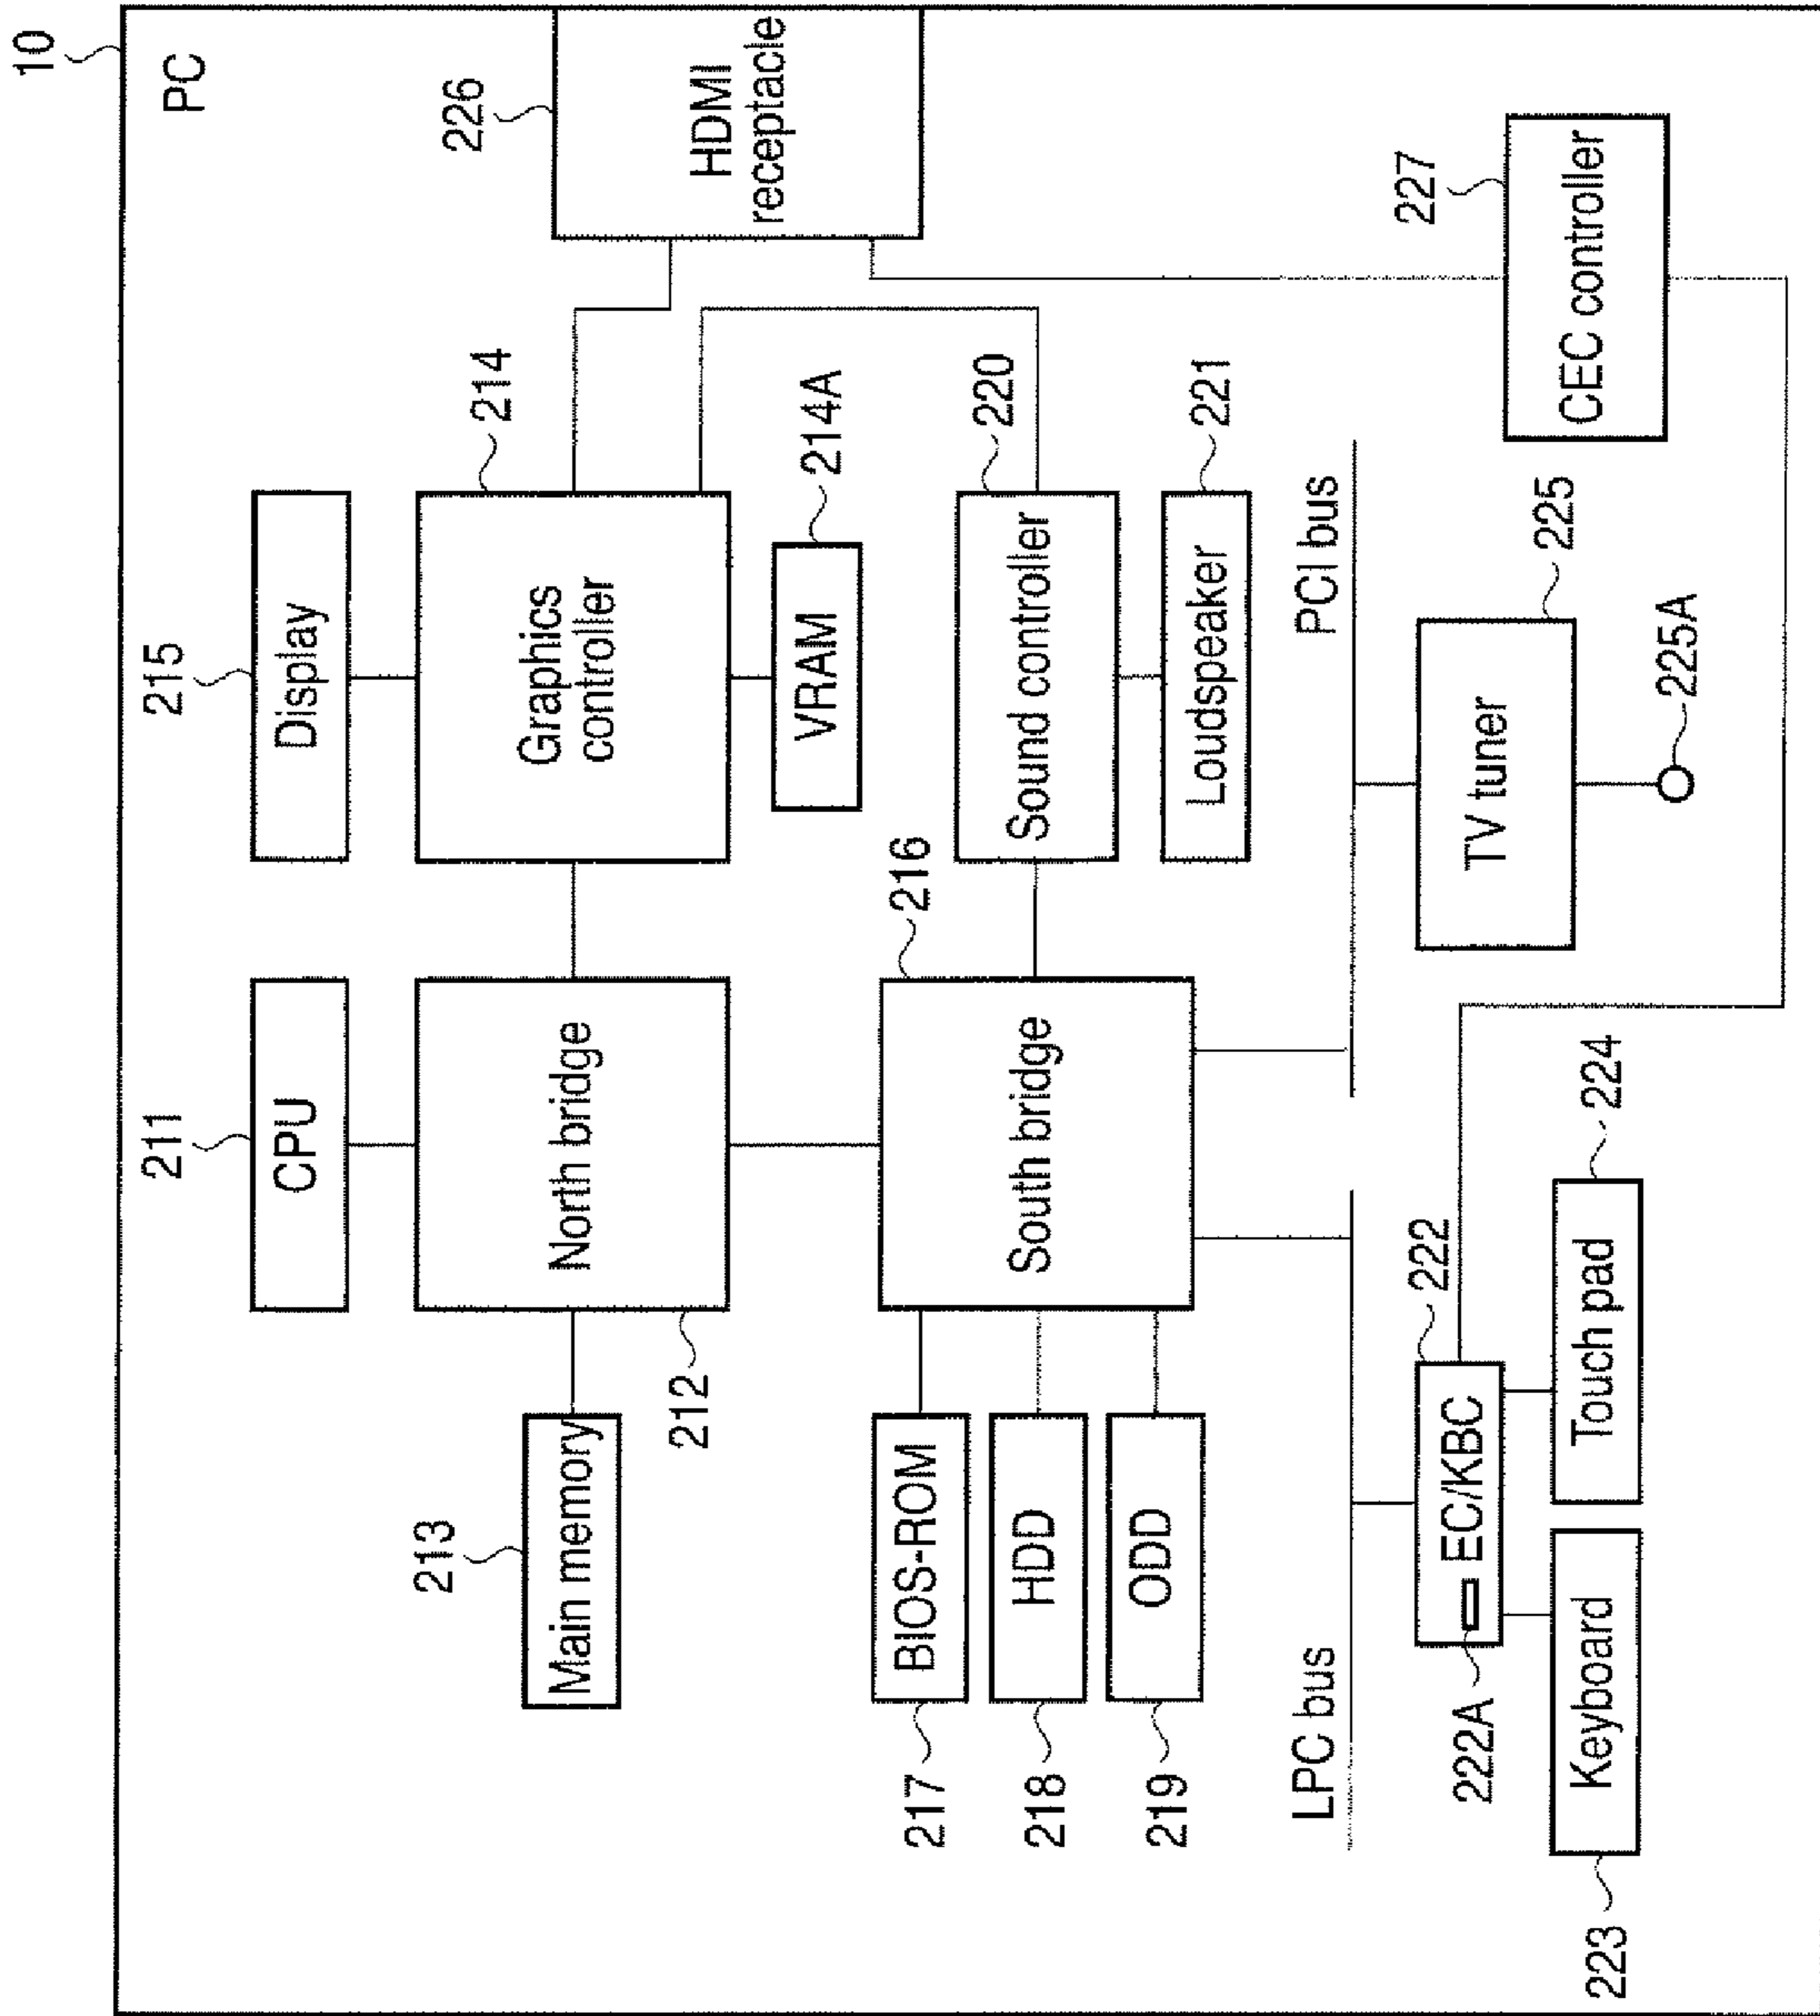 10
PC
211
CPU
215
Display
214
Graphics
controller
226
HDMI
receptacle
213
Main memory
North bridge
212
VRAM
214A
216
South bridge
220
Sound controller
221
Loudspeaker
217
BIOS-ROM
218
HDD
219
ODD
LPC bus
PCI bus
222
EC/KBC
222A
223
Keyboard
224
Touch pad
225
TV tuner
225A
227
CEC controller